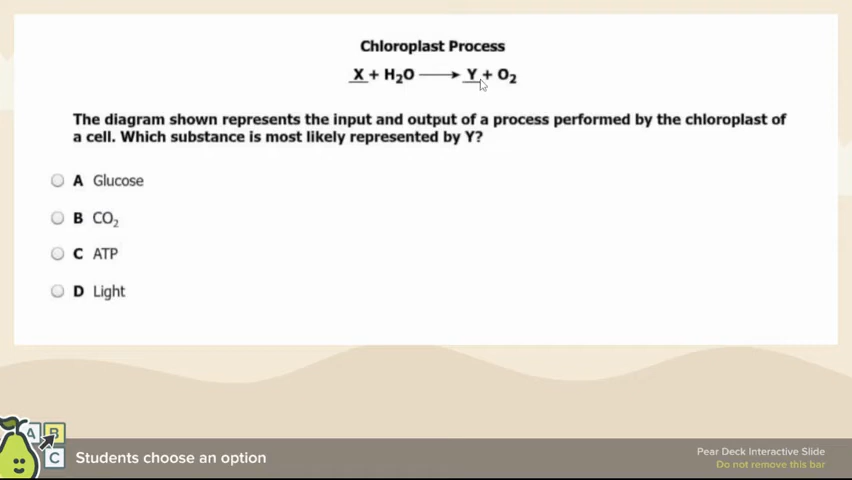 Chloroplast Process
X + H₂O ⟶ Y + O₂
The diagram shown represents the input and output of a process performed by the chloroplast of
a cell. Which substance is most likely represented by Y?
A Glucose
B CO₂
C ATP
D Light
A B
C
Students choose an option
Pear Deck Interactive Slide
Do not remove this bar